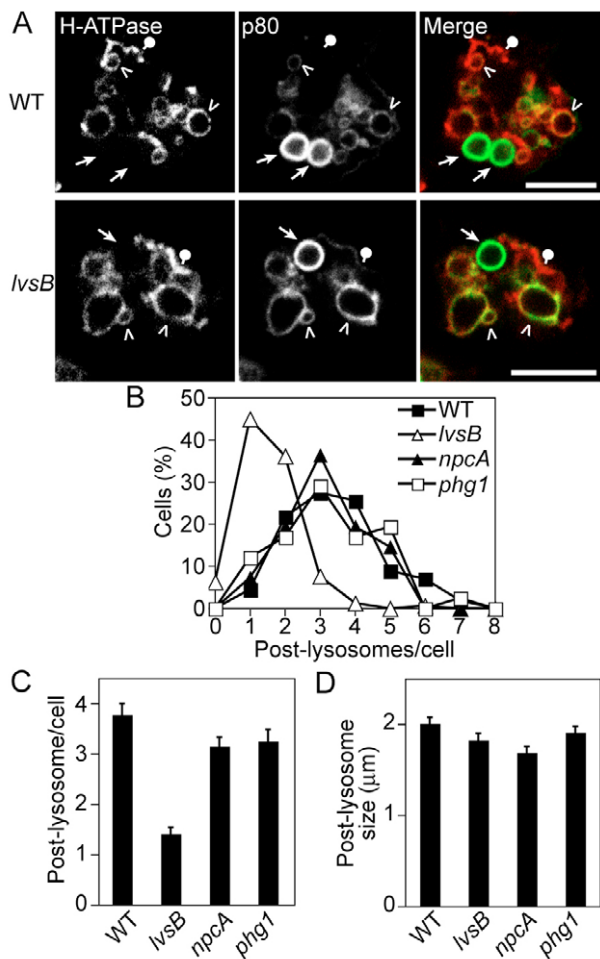 A
H-ATPase p80 Merge
WT
lvsB
B
50
40
30
20
10
0
Cells (%)
WT
lvsB
npcA
phg1
0 1 2 3 4 5 6 7 8
Post-lysosomes/cell
C
4
3
2
1
0
Post-lysosome/cell
WT lvsB npcA phg1
D
2
1
0
Post-lysosome
size (μm)
WT lvsB npcA phg1